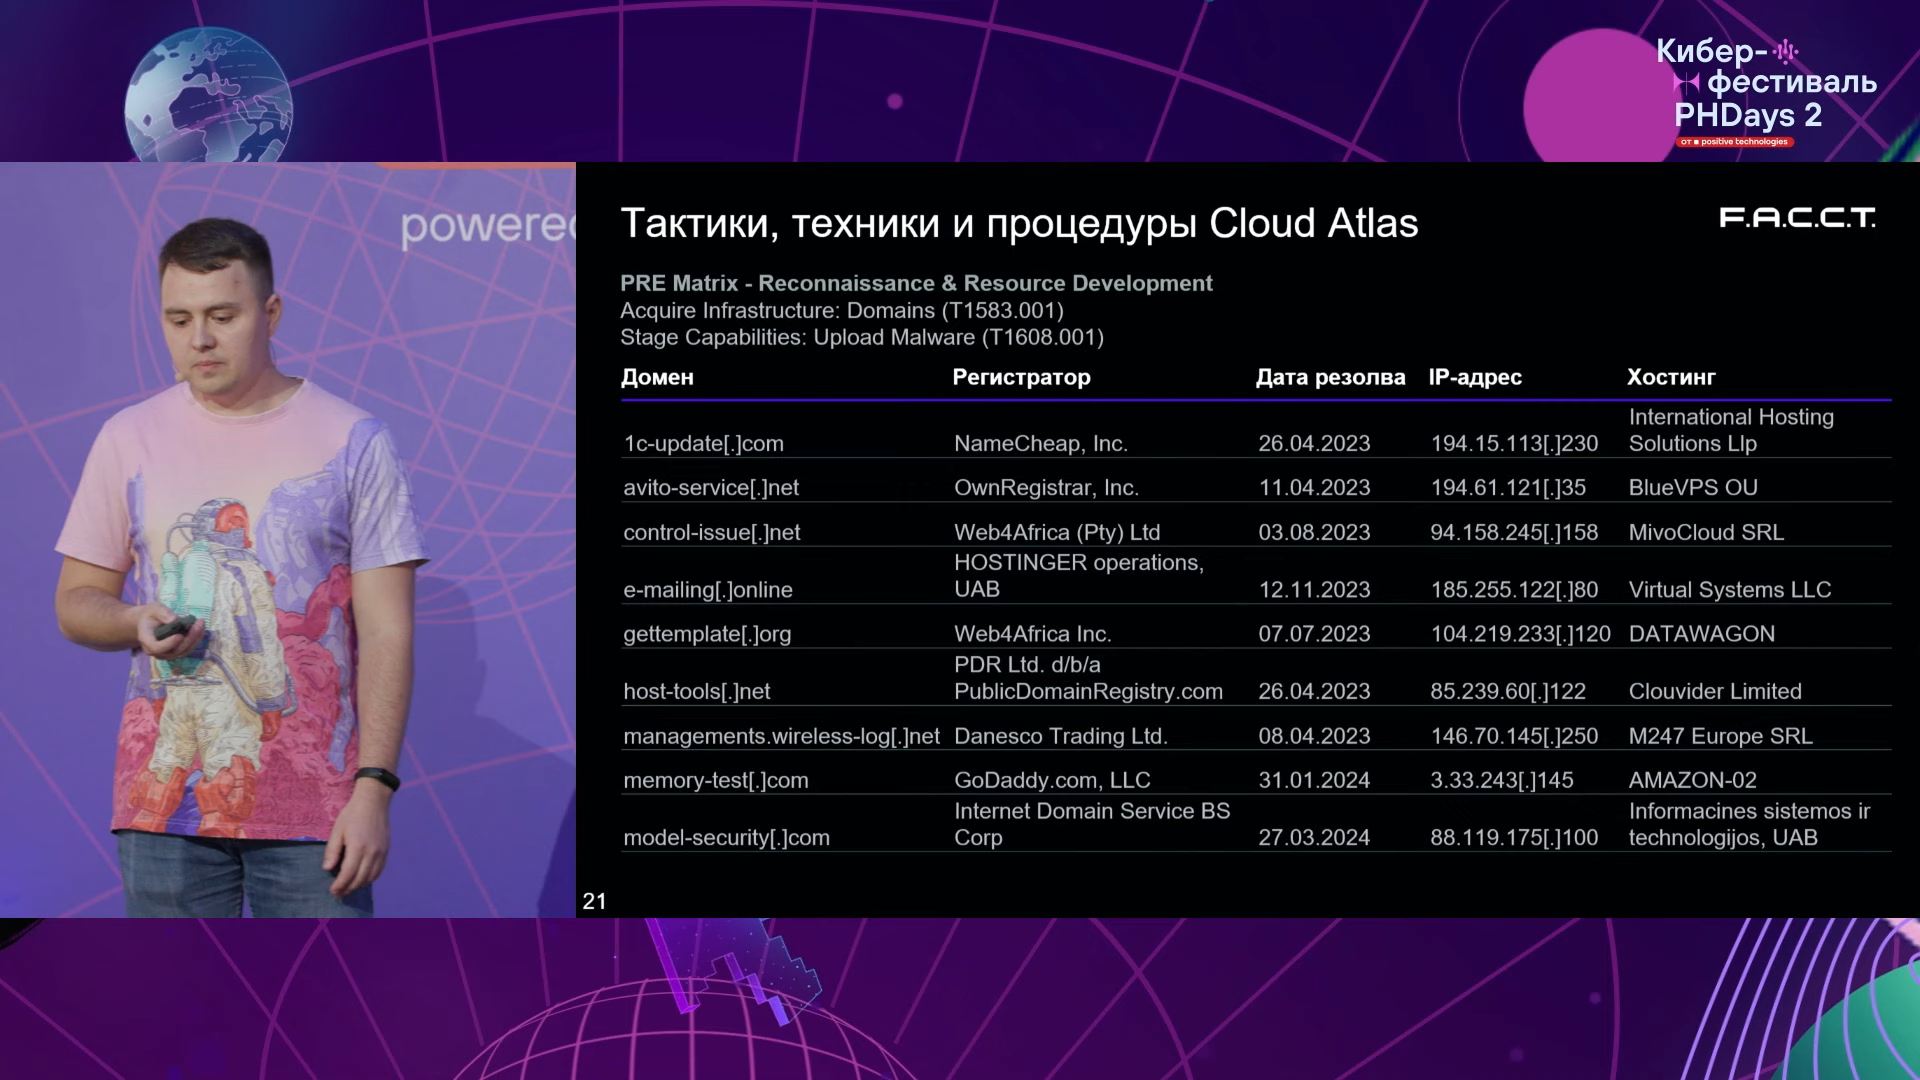 Кибер-
фестиваль
PHDays 2
от positive technologies
powered
Тактики, техники и процедуры Cloud Atlas
F.A.C.C.T.
PRE Matrix - Reconnaissance & Resource Development
Acquire Infrastructure: Domains (T1583.001)
Stage Capabilities: Upload Malware (T1608.001)
Домен Регистратор Дата резолва IP-адрес Хостинг
International Hosting
1c-update[.]com NameCheap, Inc. 26.04.2023 194.15.113[.]230 Solutions Llp
avito-service[.]net OwnRegistrar, Inc. 11.04.2023 194.61.121[.]35 BlueVPS OU
control-issue[.]net Web4Africa (Pty) Ltd 03.08.2023 94.158.245[.]158 MivoCloud SRL
HOSTINGER operations,
e-mailing[.]online UAB 12.11.2023 185.255.122[.]80 Virtual Systems LLC
gettemplate[.]org Web4Africa Inc. 07.07.2023 104.219.233[.]120 DATAWAGON
PDR Ltd. d/b/a
host-tools[.]net PublicDomainRegistry.com 26.04.2023 85.239.60[.]122 Clouvider Limited
managements.wireless-log[.]net Danesco Trading Ltd. 08.04.2023 146.70.145[.]250 M247 Europe SRL
memory-test[.]com GoDaddy.com, LLC 31.01.2024 3.33.243[.]145 AMAZON-02
Internet Domain Service BS Informacines sistemos ir
model-security[.]com Corp 27.03.2024 88.119.175[.]100 technologijos, UAB
21